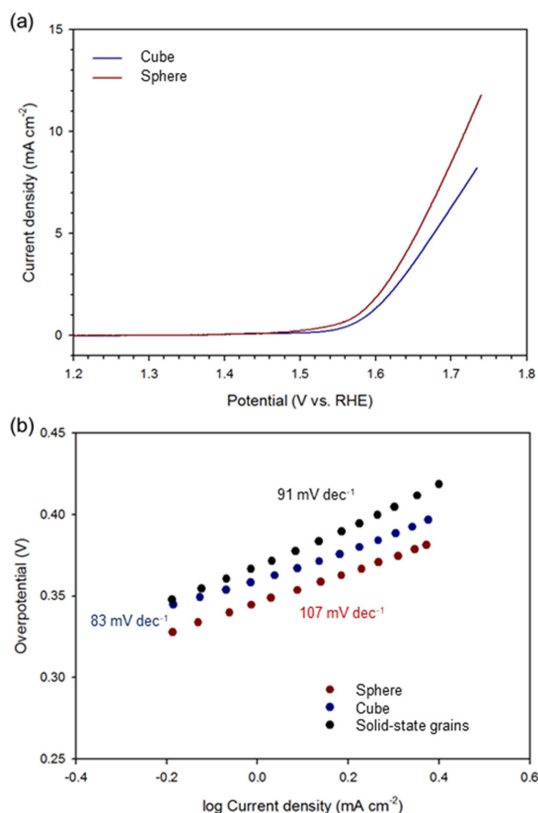 (a)
15
Cube
Sphere
10
Current densidy (mA cm⁻²)
5
0
1.2 1.3 1.4 1.5 1.6 1.7 1.8
Potential (V vs. RHE)
(b)
0.45
91 mV dec⁻¹
0.40
Overpotential (V)
0.35
83 mV dec⁻¹
107 mV dec⁻¹
0.30
Sphere
Cube
Solid-state grains
0.25
-0.4 -0.2 0.0 0.2 0.4 0.6
log Current density (mA cm⁻²)